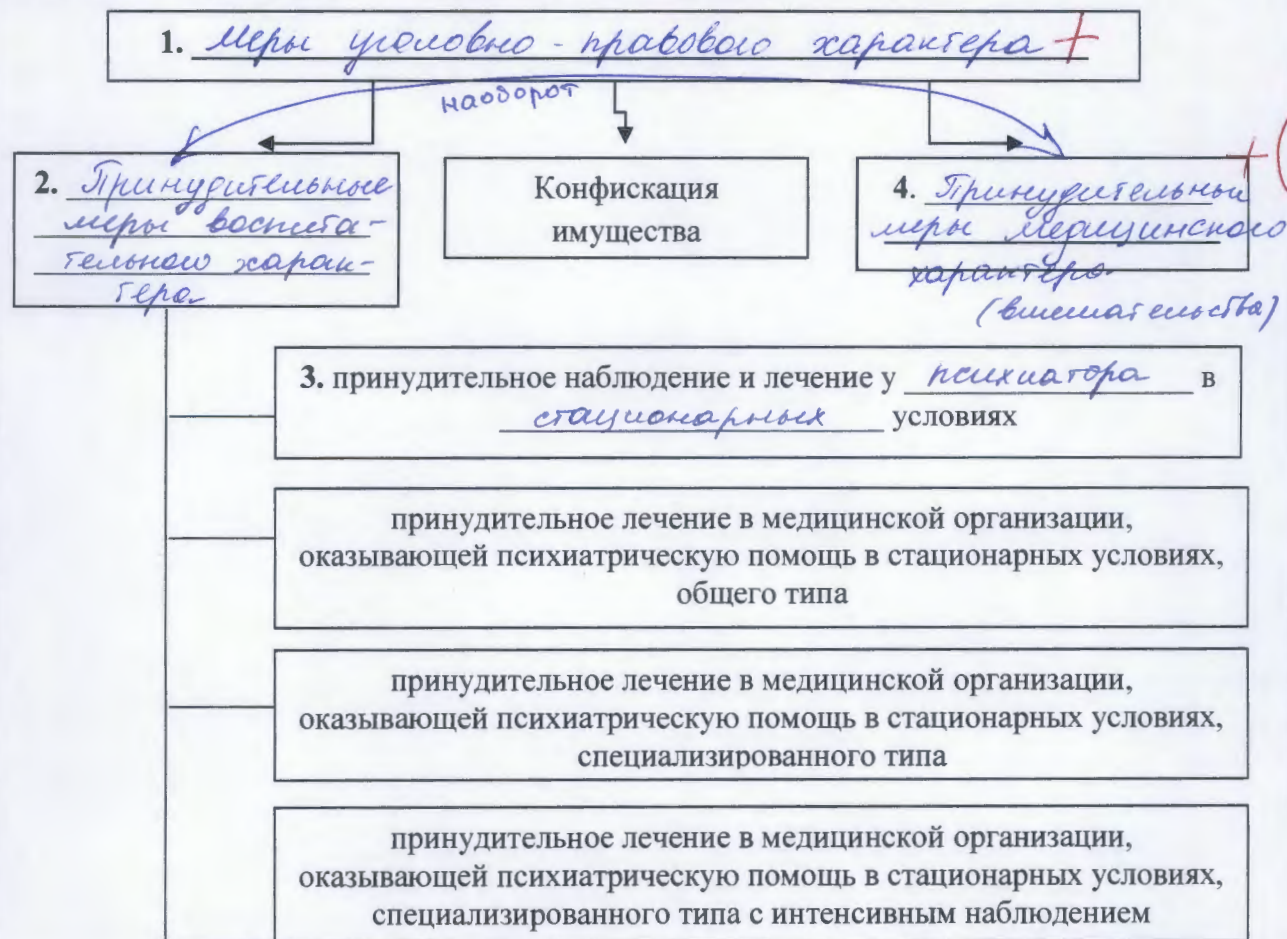 1. Меры уголовно - правового характера +
наоборот
2. Принудительные
меры воспита-
тельного харак-
тера
Конфискация
имущества
+
4. Принудительные
меры медицинского
характера
(вмешательства)
3. принудительное наблюдение и лечение у психиатора в
стационарных условиях
принудительное лечение в медицинской организации,
оказывающей психиатрическую помощь в стационарных условиях,
общего типа
принудительное лечение в медицинской организации,
оказывающей психиатрическую помощь в стационарных условиях,
специализированного типа
принудительное лечение в медицинской организации,
оказывающей психиатрическую помощь в стационарных условиях,
специализированного типа с интенсивным наблюдением